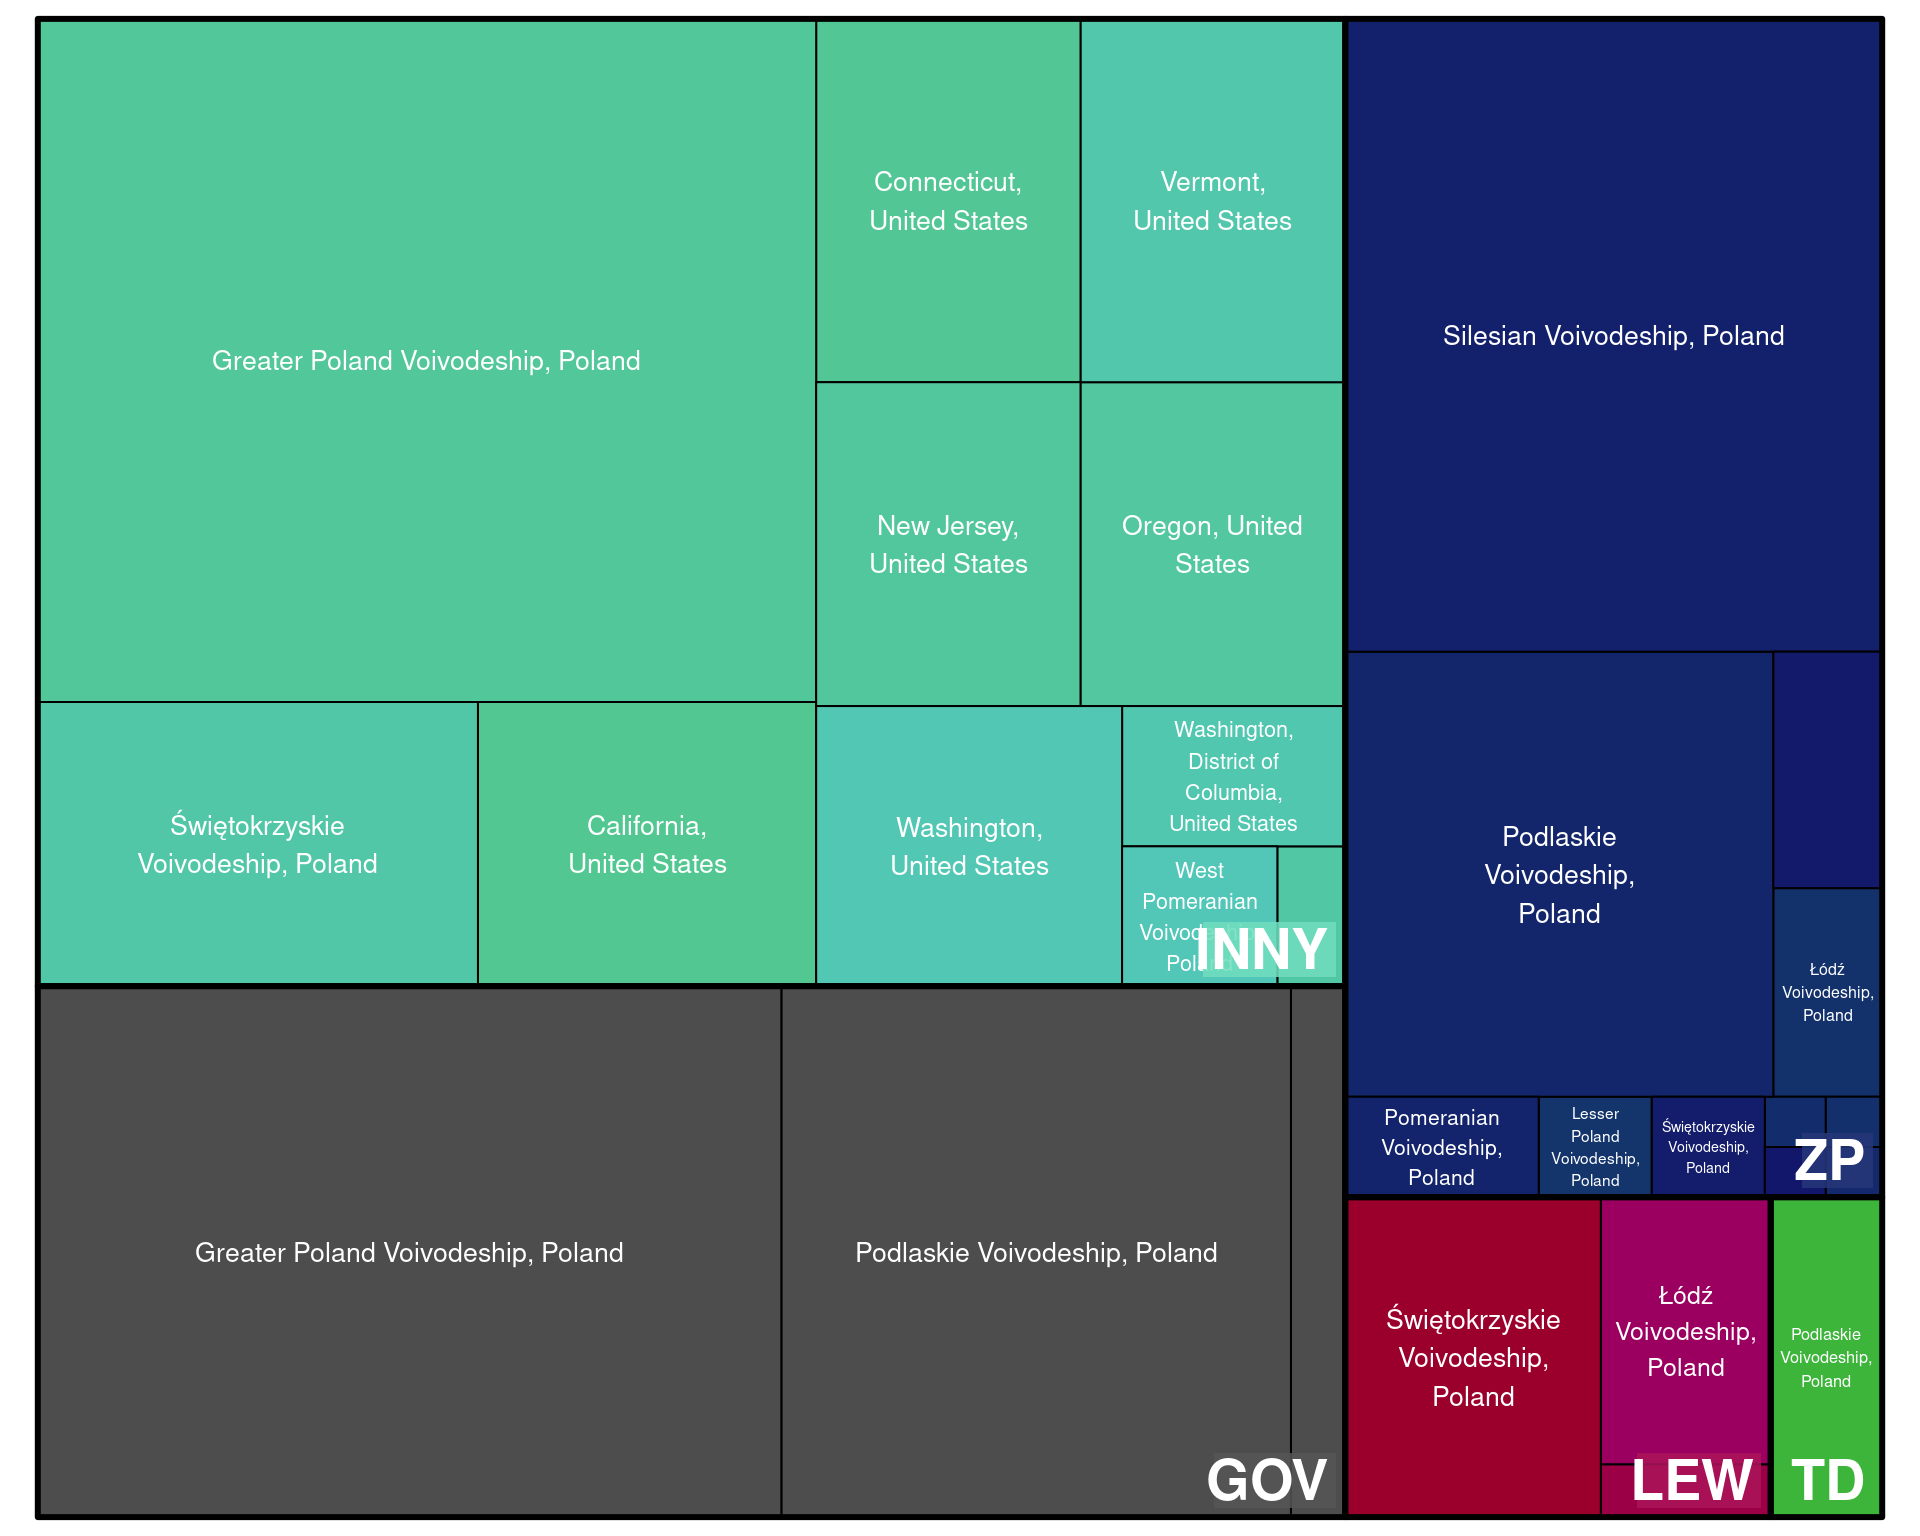 Greater Poland Voivodeship, Poland
Connecticut,
United States
Vermont,
United States
New Jersey,
United States
Oregon, United
States
Świętokrzyskie
Voivodeship, Poland
California,
United States
Washington,
United States
Washington,
District of
Columbia,
United States
West
Pomeranian
INNY
Greater Poland Voivodeship, Poland
Podlaskie Voivodeship, Poland
GOV
Silesian Voivodeship, Poland
Podlaskie
Voivodeship,
Poland
Łódź
Voivodeship,
Poland
Pomeranian
Voivodeship,
Poland
Lesser
Poland
Voivodeship,
Poland
Świętokrzyskie
Voivodeship,
Poland
ZP
Świętokrzyskie
Voivodeship,
Poland
Łódź
Voivodeship,
Poland
LEW
Podlaskie
Voivodeship,
Poland
TD